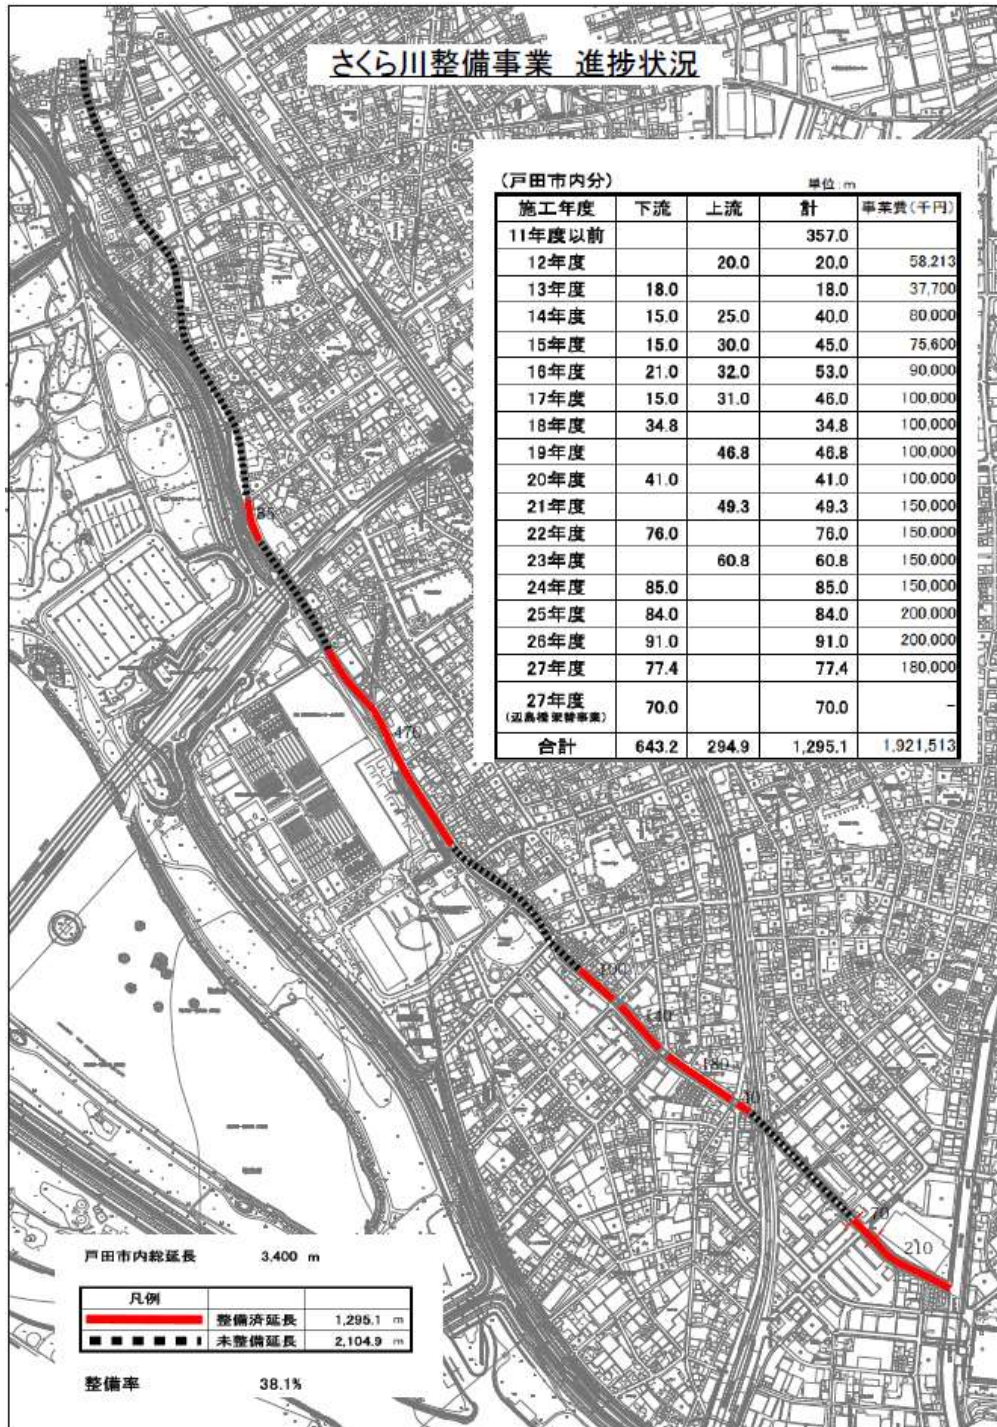 さくら川整備事業 進捗状況
(戸田市内分) 単位:m
施工年度 下流 上流 計 事業費(千円)
11年度以前 357.0
12年度 20.0 20.0 58,213
13年度 18.0 18.0 37,700
14年度 15.0 25.0 40.0 80,000
15年度 15.0 30.0 45.0 75,600
16年度 21.0 32.0 53.0 90,000
17年度 15.0 31.0 46.0 100,000
18年度 34.8 34.8 100,000
19年度 46.8 46.8 100,000
20年度 41.0 41.0 100,000
21年度 49.3 49.3 150,000
22年度 76.0 76.0 150,000
23年度 60.8 60.8 150,000
24年度 85.0 85.0 150,000
25年度 84.0 84.0 200,000
26年度 91.0 91.0 200,000
27年度 77.4 77.4 180,000
27年度 70.0 70.0 -
(辺島橋架替事業)
合計 643.2 294.9 1,295.1 1,921,513
85
470
100
140
180
40
70
210
戸田市内総延長 3,400 m
凡例
整備済延長 1,295.1 m
未整備延長 2,104.9 m
整備率 38.1%